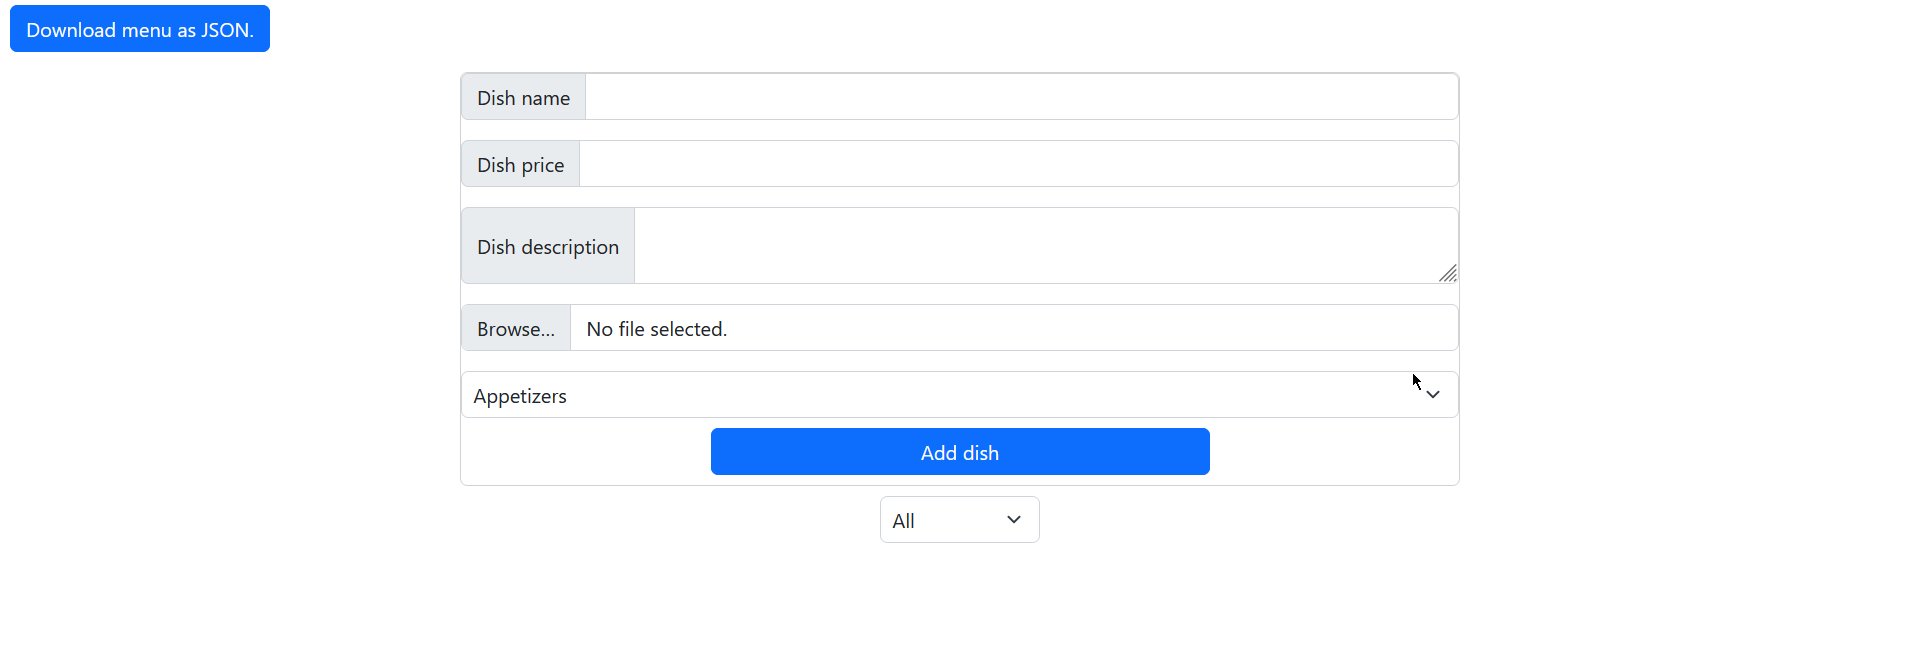 Download menu as JSON.
Dish name
Dish price
Dish description
Browse... No file selected.
Appetizers
Add dish
All